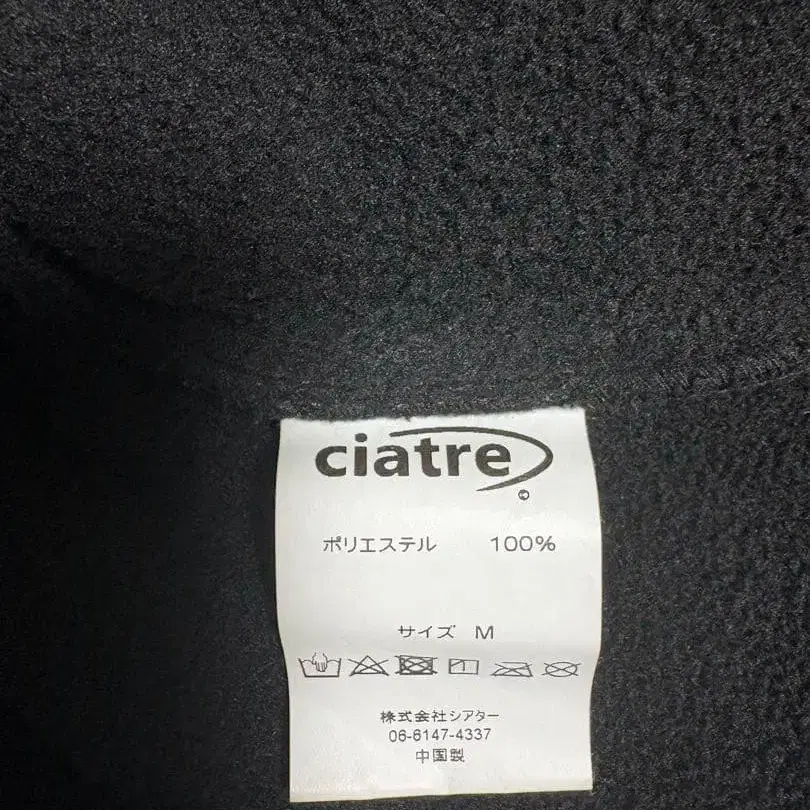 ciatre
©
ポリエステル 100%
サイズ M
株式会社シアター
06-6147-4337
中国製